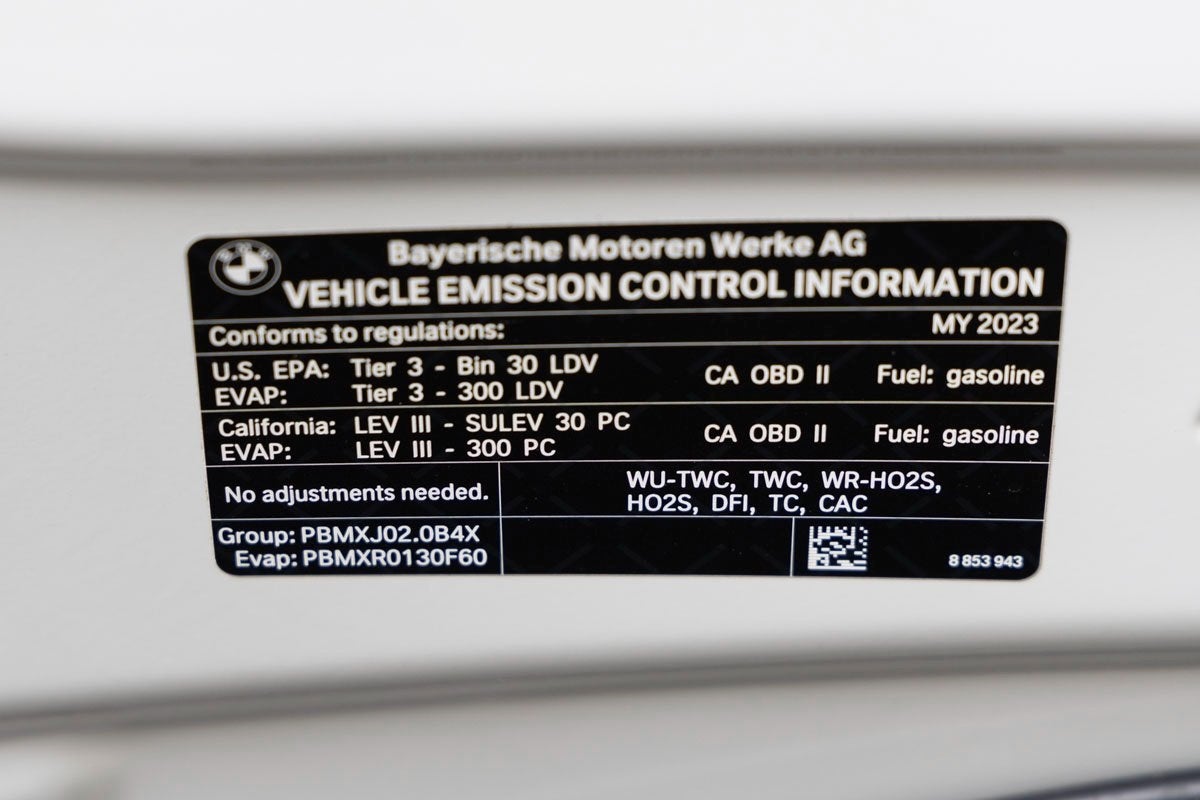 BMW
Bayerische Motoren Werke AG
VEHICLE EMISSION CONTROL INFORMATION
Conforms to regulations: MY 2023
U.S. EPA: Tier 3 - Bin 30 LDV CA OBD II Fuel: gasoline
EVAP: Tier 3 - 300 LDV
California: LEV III - SULEV 30 PC CA OBD II Fuel: gasoline
EVAP: LEV III - 300 PC
No adjustments needed.
WU-TWC, TWC, WR-HO2S,
HO2S, DFI, TC, CAC
Group: PBMXJ02.0B4X
Evap: PBMXR0130F60
8 853 943